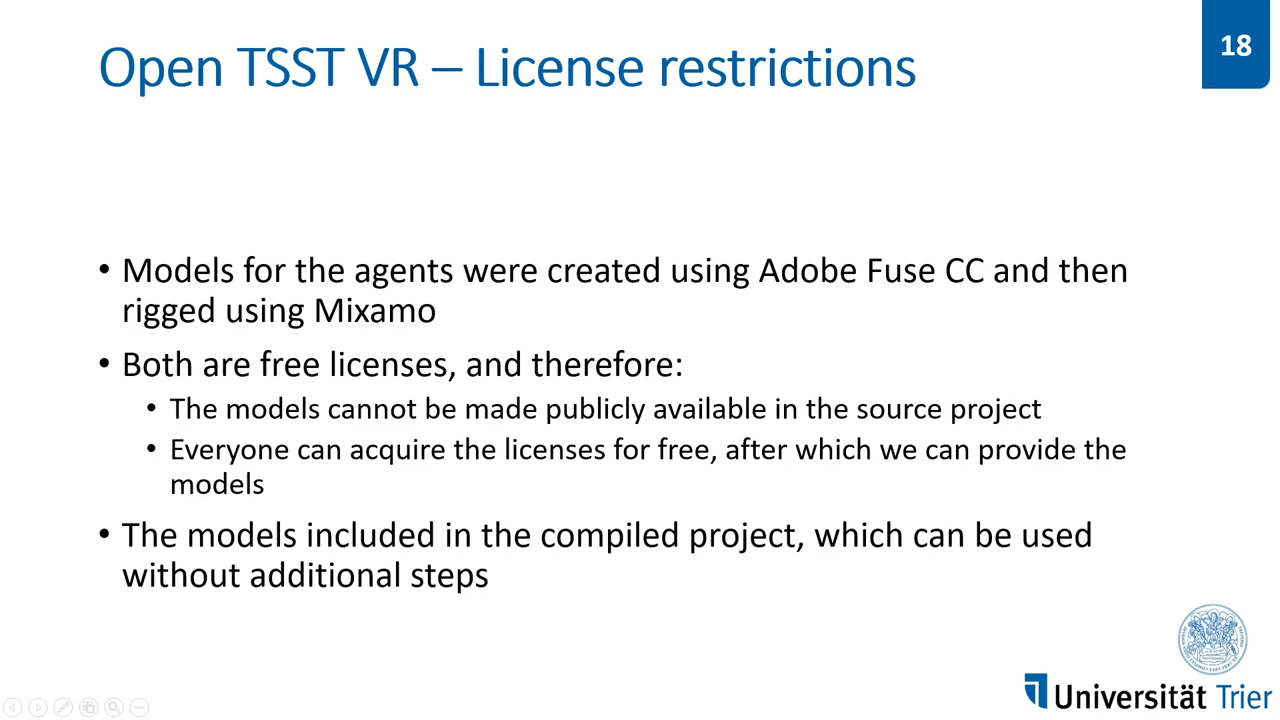 Open TSST VR – License restrictions
18
• Models for the agents were created using Adobe Fuse CC and then
rigged using Mixamo
• Both are free licenses, and therefore:
• The models cannot be made publicly available in the source project
• Everyone can acquire the licenses for free, after which we can provide the
models
• The models included in the compiled project, which can be used
without additional steps
Universität Trier